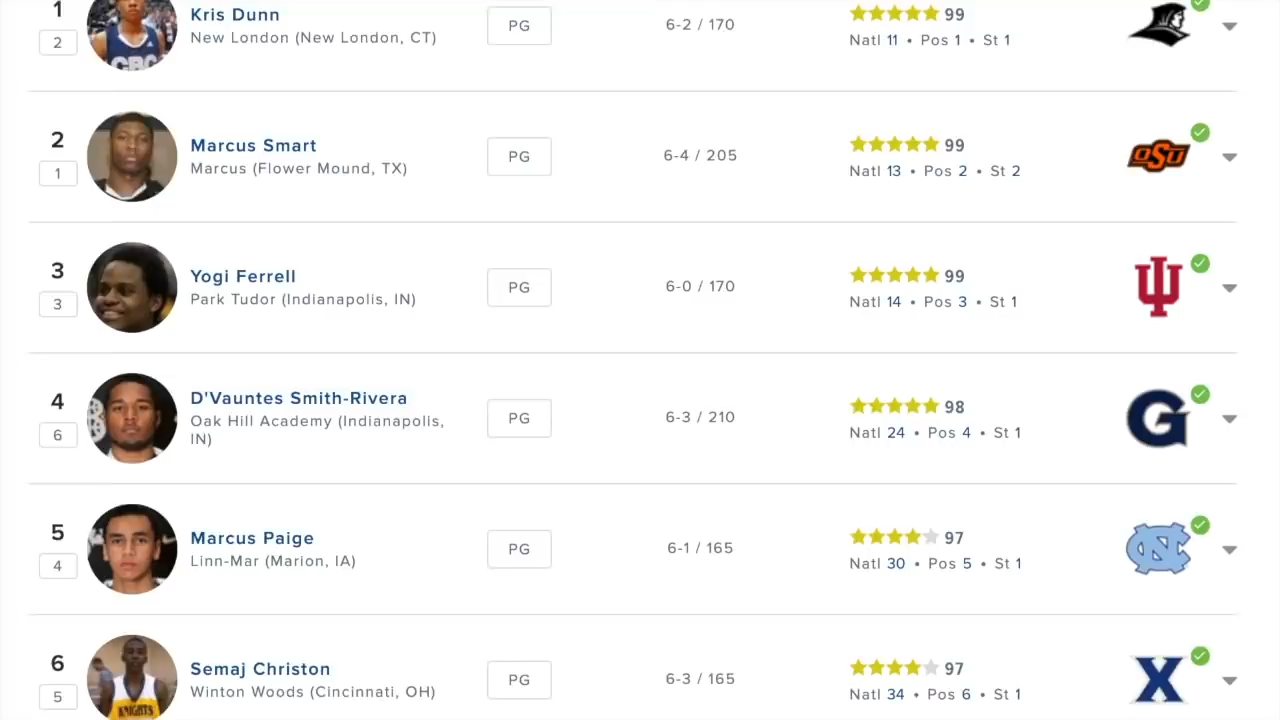 1
Kris Dunn
PG
6-2 / 170
99
2
New London (New London, CT)
Natl 11 • Pos 1 • St 1
CBC
2
Marcus Smart
PG
6-4 / 205
99
OSU
1
Marcus (Flower Mound, TX)
Natl 13 • Pos 2 • St 2
3
Yogi Ferrell
PG
6-0 / 170
99
3
Park Tudor (Indianapolis, IN)
Natl 14 • Pos 3 • St 1
4
D'Vauntes Smith-Rivera
PG
6-3 / 210
98
G
6
Oak Hill Academy (Indianapolis,
IN)
Natl 24 • Pos 4 • St 1
5
Marcus Paige
PG
6-1 / 165
97
NC
4
Linn-Mar (Marion, IA)
Natl 30 • Pos 5 • St 1
6
Semaj Christon
PG
6-3 / 165
97
X
5
Winton Woods (Cincinnati, OH)
Natl 34 • Pos 6 • St 1
KNIGHTS